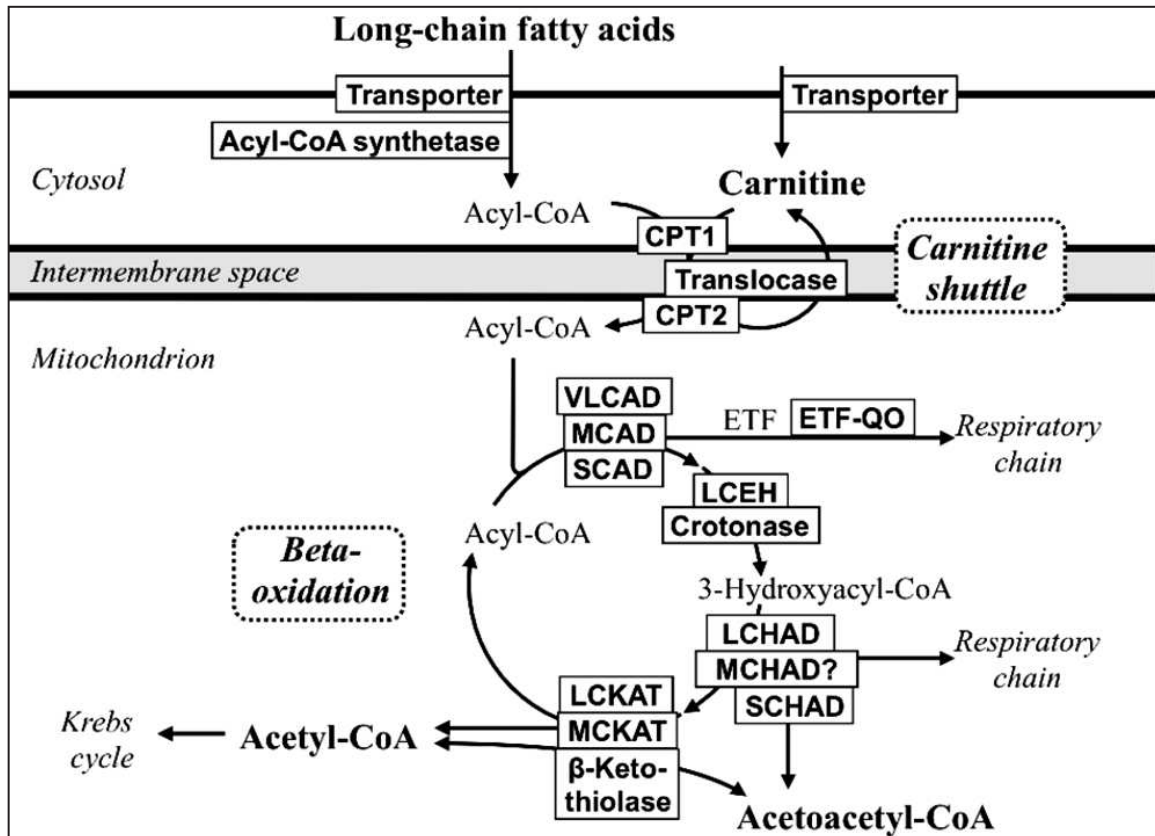 Long-chain fatty acids
Transporter
Transporter
Acyl-CoA synthetase
Cytosol
Carnitine
Acyl-CoA
CPT1
Carnitine
shuttle
Intermembrane space
Translocase
Acyl-CoA
CPT2
Mitochondrion
VLCAD
MCAD
SCAD
ETF
ETF-QO
Respiratory
chain
LCEH
Crotonase
Acyl-CoA
Beta-
oxidation
3-Hydroxyacyl-CoA
LCHAD
MCHAD?
SCHAD
Respiratory
chain
LCKAT
MCKAT
β-Keto-
thiolase
Krebs
cycle
Acetyl-CoA
Acetoacetyl-CoA